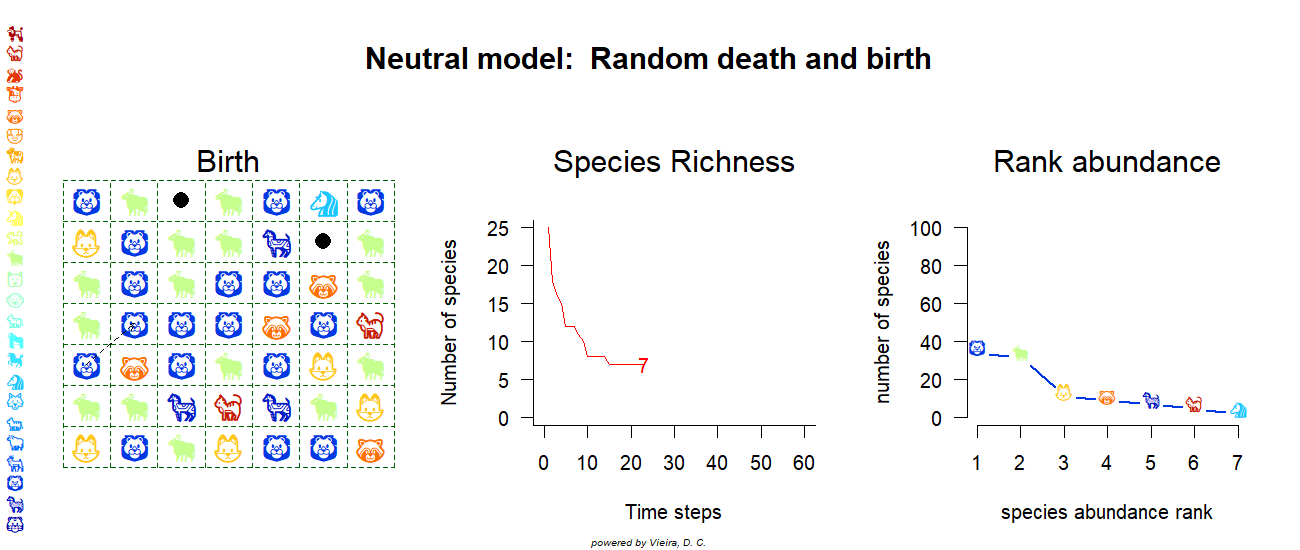 Neutral model:  Random death and birth
Birth
Species Richness
Number of species
25
20
15
10
5
0
7
0 10 20 30 40 50 60
Time steps
Rank abundance
number of species
100
80
60
40
20
0
1 2 3 4 5 6 7
species abundance rank
powered by Vieira, D. C.